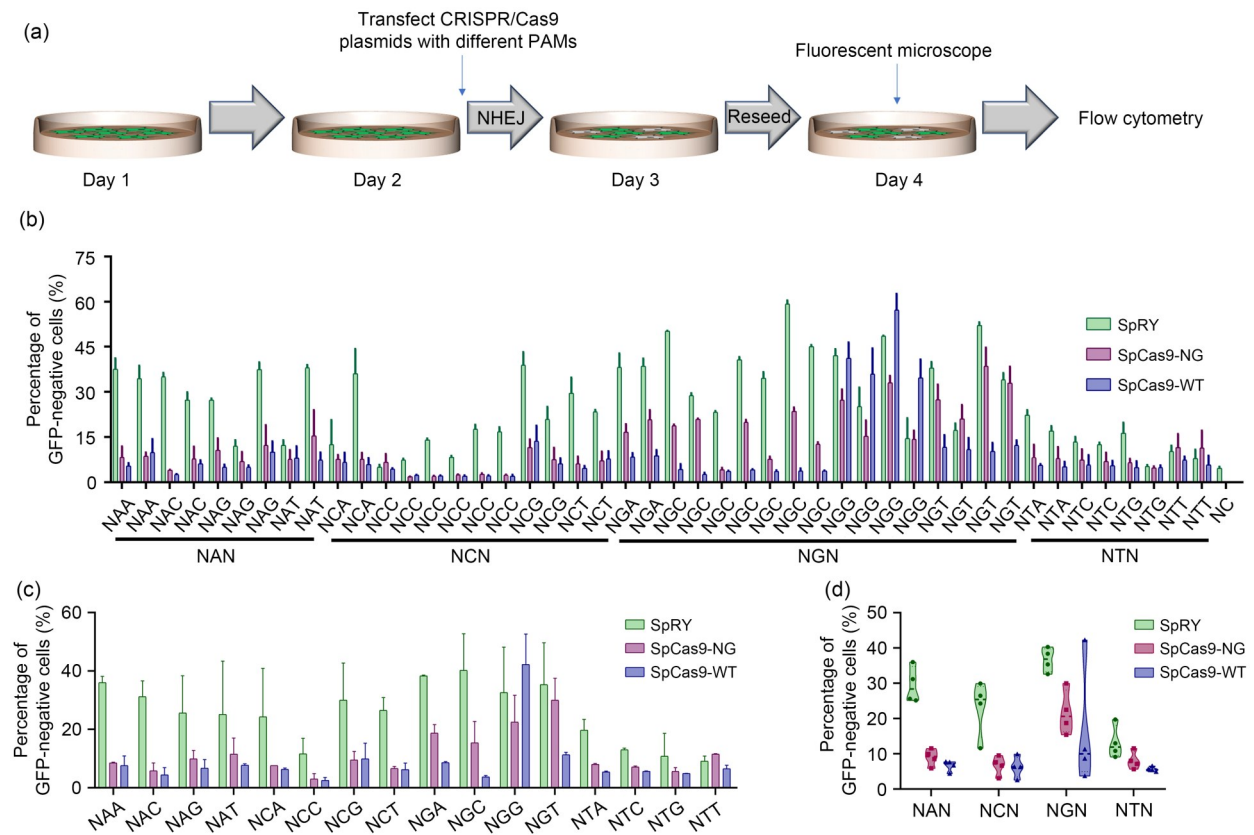 (a)
Transfect CRISPR/Cas9
plasmids with different PAMs
Fluorescent microscope
NHEJ
Reseed
Flow cytometry
Day 1
Day 2
Day 3
Day 4
(b)
Percentage of
GFP-negative cells (%)
75
60
45
30
15
0
SpRY
SpCas9-NG
SpCas9-WT
NAA NAA NAC NAC NAG NAG NAG NAT NAT NCA NCA NCC NCC NCC NCC NCC NCC NCG NCG NCT NCT NGA NGA NGC NGC NGC NGC NGC NGC NGC NGG NGG NGG NGG NGT NGT NGT NGT NTA NTA NTC NTC NTG NTG NTT NTT NC
NAN NCN NGN NTN
(c)
Percentage of
GFP-negative cells (%)
60
40
20
0
SpRY
SpCas9-NG
SpCas9-WT
NAA NAC NAG NAT NCA NCC NCG NCT NGA NGC NGG NGT NTA NTC NTG NTT
(d)
Percentage of
GFP-negative cells (%)
50
40
30
20
10
0
SpRY
SpCas9-NG
SpCas9-WT
NAN NCN NGN NTN